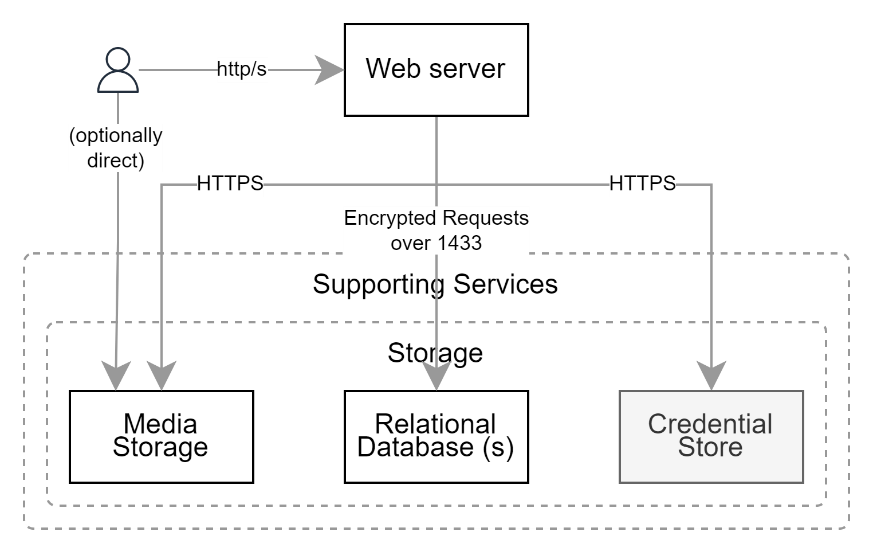 http/s
Web server
(optionally
direct)
HTTPS
HTTPS
Encrypted Requests
over 1433
Supporting Services
Storage
Media
Storage
Relational
Database (s)
Credential
Store